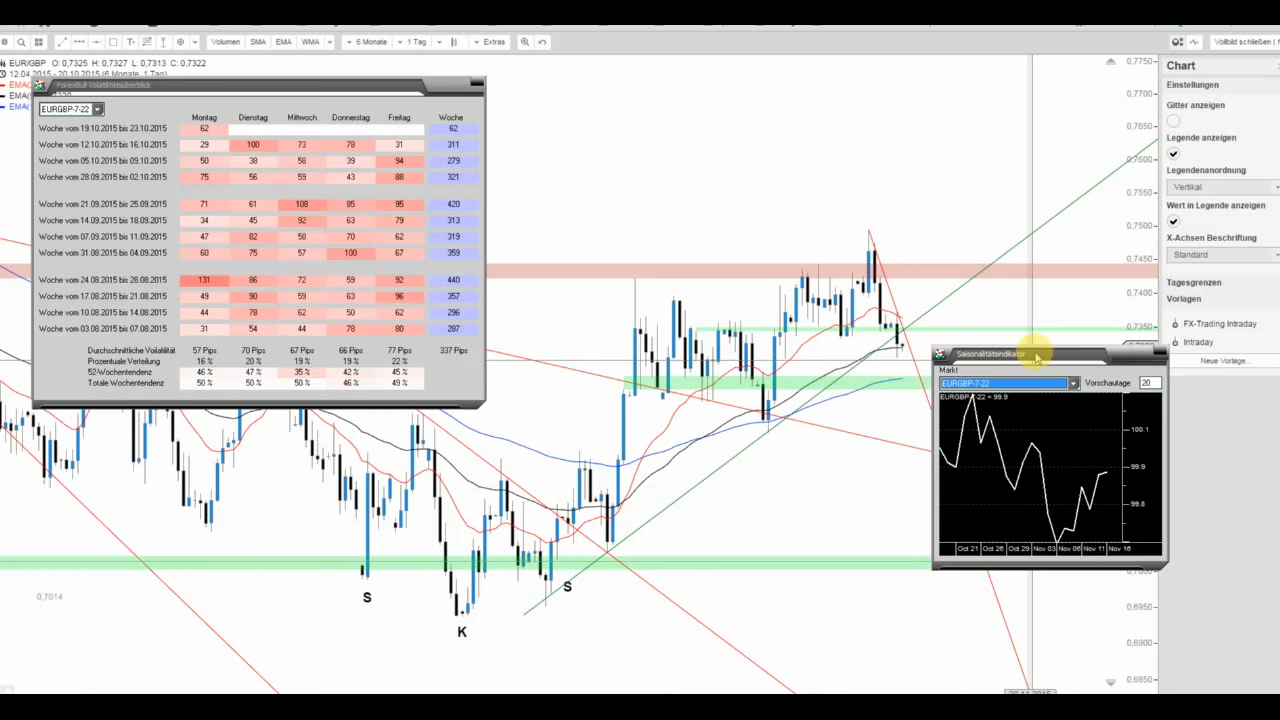 Volumen SMA EMA WMA 6 Monate 1 Tag Extras Vollbild schließen (
EUR/GBP O: 0,7325 H: 0,7327 L: 0,7313 C: 0,7322
12.04.2015 - 20.10.2015 (6 Monate, 1 Tag)
EMA(
EMA(
EMA(
ForexBull Volatilitätsüberblick
EURGBP-7-22
Montag Dienstag Mittwoch Donnerstag Freitag Woche
Woche vom 19.10.2015 bis 23.10.2015 62 62
Woche vom 12.10.2015 bis 16.10.2015 29 100 73 78 31 311
Woche vom 05.10.2015 bis 09.10.2015 50 38 58 39 94 279
Woche vom 28.09.2015 bis 02.10.2015 75 56 59 43 88 321
Woche vom 21.09.2015 bis 25.09.2015 71 61 108 85 95 420
Woche vom 14.09.2015 bis 18.09.2015 34 45 92 63 79 313
Woche vom 07.09.2015 bis 11.09.2015 47 82 58 70 62 319
Woche vom 31.08.2015 bis 04.09.2015 60 75 57 100 67 359
Woche vom 24.08.2015 bis 28.08.2015 131 86 72 59 92 440
Woche vom 17.08.2015 bis 21.08.2015 49 90 59 63 96 357
Woche vom 10.08.2015 bis 14.08.2015 44 78 62 50 62 296
Woche vom 03.08.2015 bis 07.08.2015 31 54 44 78 80 287
Durchschnittliche Volatilität 57 Pips 70 Pips 67 Pips 66 Pips 77 Pips 337 Pips
Prozentuale Verteilung 16 % 20 % 19 % 19 % 22 %
52-Wochentendenz 46 % 47 % 35 % 42 % 45 %
Totale Wochentendenz 50 % 50 % 50 % 46 % 49 %
S
K
S
0,7014
0,7750
0,7700
0,7650
0,7600
0,7550
0,7500
0,7450
0,7400
0,7350
0,6950
0,6900
0,6850
Saisonalitätsindikator
Markt
EURGBP-7-22 Vorschautage 20
EURGBP-7-22 = 99.9
100.1
99.9
99.8
Oct 21 Oct 26 Oct 29 Nov 03 Nov 06 Nov 11 Nov 16
Chart
Einstellungen
Gitter anzeigen
Legende anzeigen
Legendenanordnung
Vertikal
Wert in Legende anzeigen
X-Achsen Beschriftung
Standard
Tagesgrenzen
Vorlagen
FX-Trading Intraday
Intraday
Neue Vorlage...